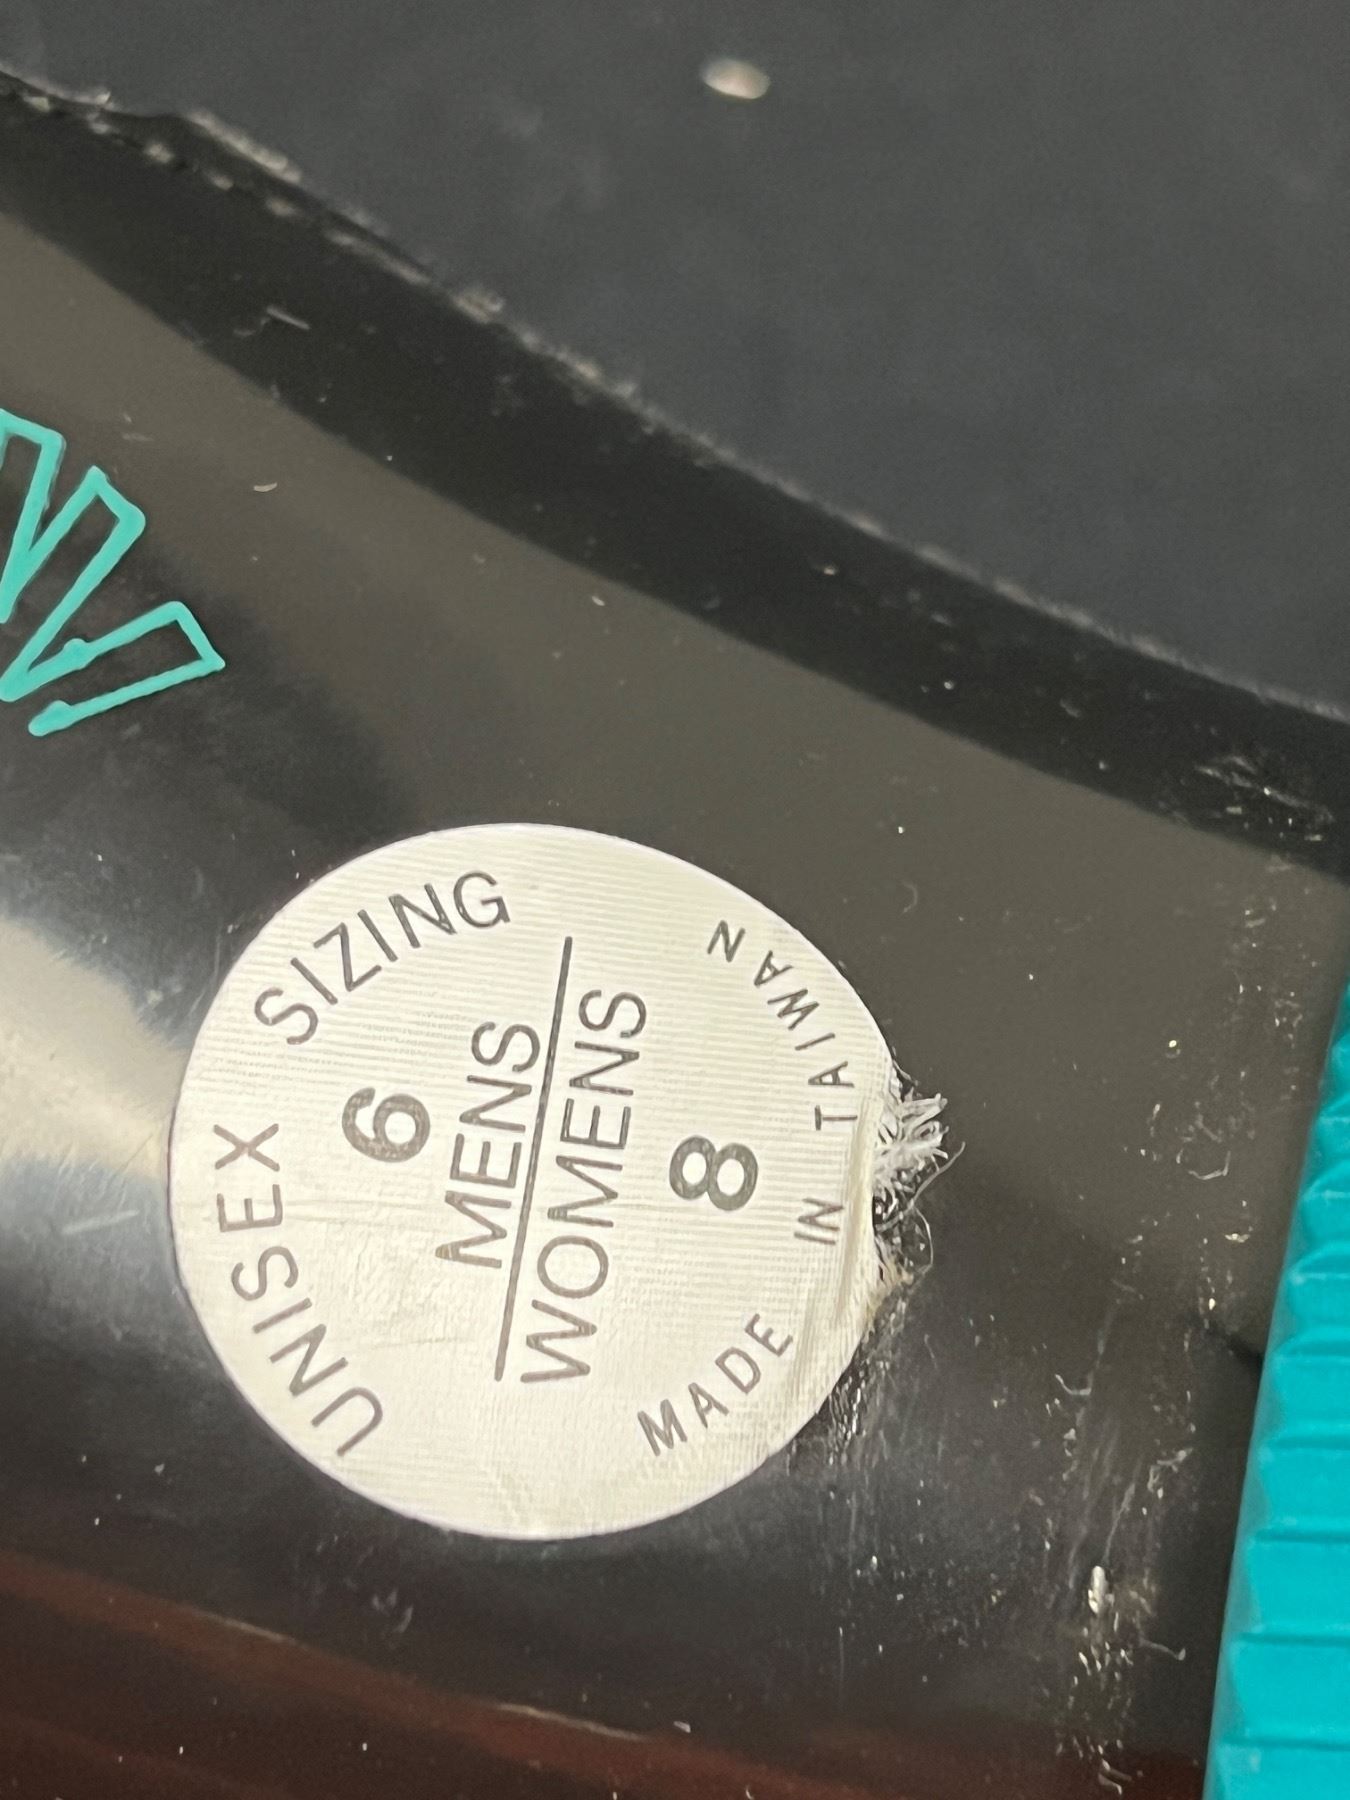 UNISEX SIZING
6
MENS
WOMENS
8
MADE IN TAIWAN